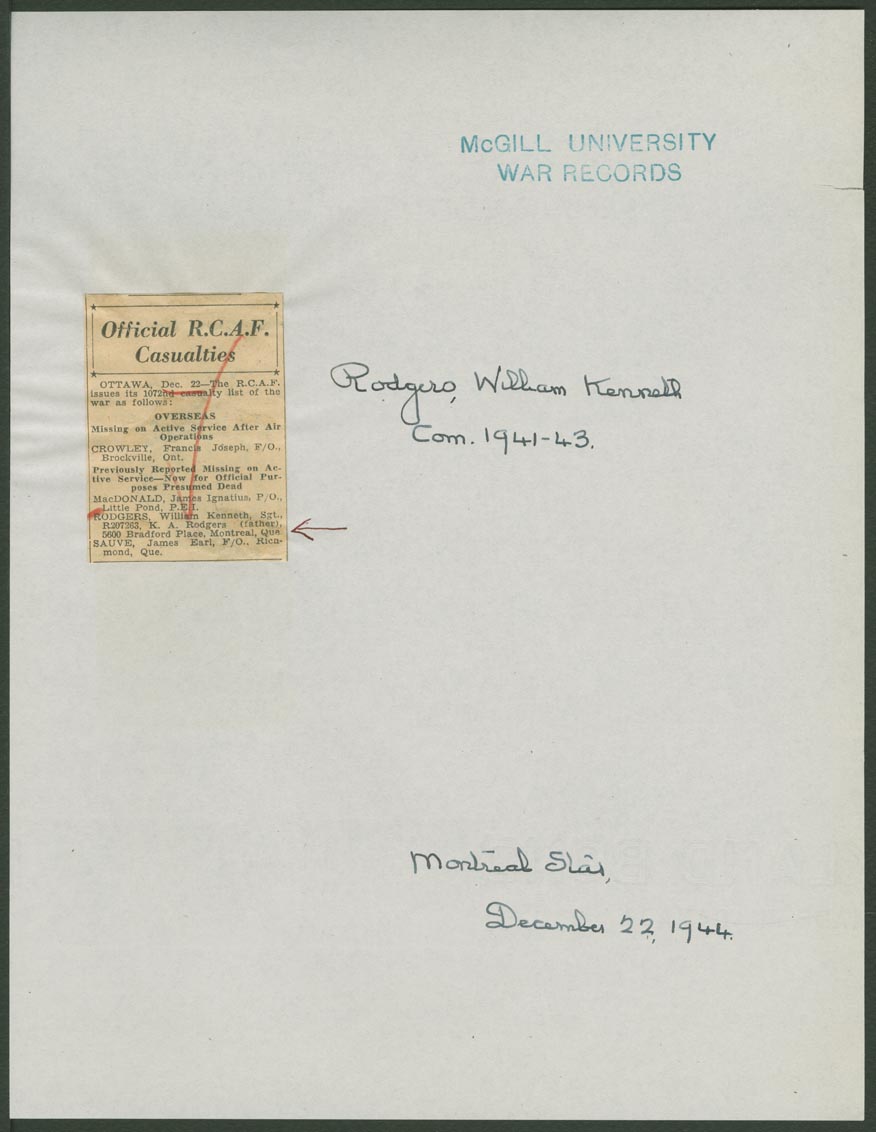 McGILL UNIVERSITY
WAR RECORDS
Official R.C.A.F.
Casualties
OTTAWA, Dec. 22—The R.C.A.F.
issues its 1072nd casualty list of the
war as follows:
OVERSEAS
Missing on Active Service After Air
Operations
CROWLEY, Francis Joseph, F/O.,
Brockville, Ont.
Previously Reported Missing on Ac-
tive Service—Now for Official Pur-
poses Presumed Dead
MacDONALD, James Ignatius, P/O.,
Little Pond, P.E.I.
RODGERS, William Kenneth, Sgt.,
R207263, K. A. Rodgers (father),
5600 Bradford Place, Montreal, Que
SAUVE, James Earl, F/O., Rich-
mond, Que.
Rodgers, William Kenneth
Com. 1941-43.
Montreal Star,
December 22, 1944.